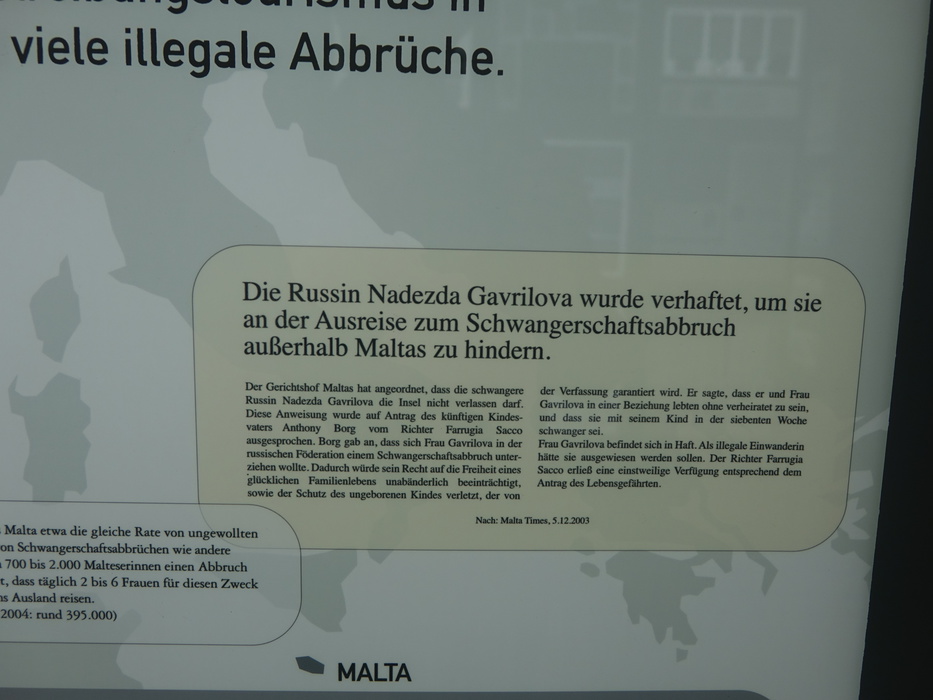 viele illegale Abbrüche.
Die Russin Nadezda Gavrilova wurde verhaftet, um sie
an der Ausreise zum Schwangerschaftsabbruch
außerhalb Maltas zu hindern.
Der Gerichtshof Maltas hat angeordnet, dass die schwangere
Russin Nadezda Gavrilova die Insel nicht verlassen darf.
Diese Anweisung wurde auf Antrag des künftigen Kindes-
vaters Anthony Borg vom Richter Farrugia Sacco
ausgesprochen. Borg gab an, dass sich Frau Gavrilova in der
russischen Föderation einem Schwangerschaftsabbruch unter-
ziehen wollte. Dadurch würde sein Recht auf die Freiheit eines
glücklichen Familienlebens unabänderlich beeinträchtigt,
sowie der Schutz des ungeborenen Kindes verletzt, der von
der Verfassung garantiert wird. Er sagte, dass er und Frau
Gavrilova in einer Beziehung lebten ohne verheiratet zu sein,
und dass sie mit seinem Kind in der siebenten Woche
schwanger sei.
Frau Gavrilova befindet sich in Haft. Als illegale Einwanderin
hätte sie ausgewiesen werden sollen. Der Richter Farrugia
Sacco erließ eine einstweilige Verfügung entsprechend dem
Antrag des Lebensgefährten.
Nach: Malta Times, 5.12.2003
Malta etwa die gleiche Rate von ungewollten
on Schwangerschaftsabbrüchen wie andere
700 bis 2.000 Malteserinnen einen Abbruch
t, dass täglich 2 bis 6 Frauen für diesen Zweck
ns Ausland reisen.
2004: rund 395.000)
MALTA